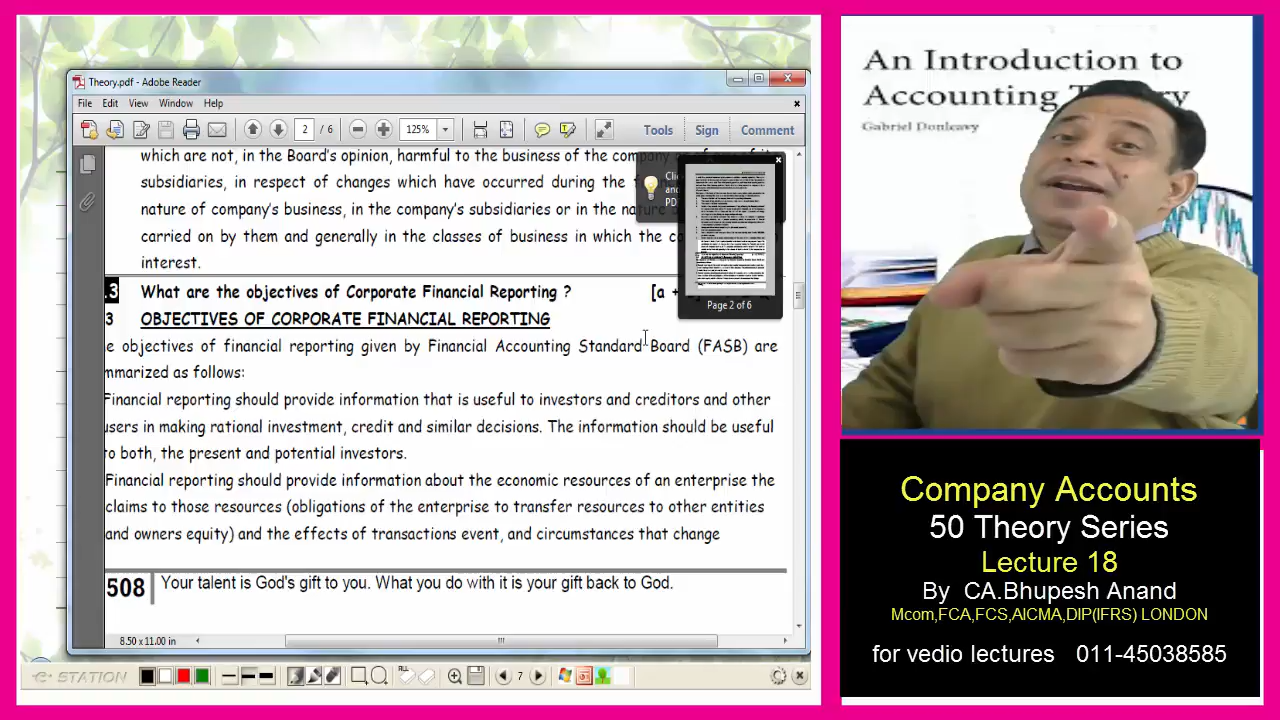 Theory.pdf - Adobe Reader
File Edit View Window Help
2 / 6 125% Tools Sign Comment
which are not, in the Board's opinion, harmful to the business of the company
subsidiaries, in respect of changes which have occurred during the
nature of company's business, in the company's subsidiaries or in the nature
carried on by them and generally in the classes of business in which the
interest.
Page 2 of 6
.3 What are the objectives of Corporate Financial Reporting ? [a +
3 OBJECTIVES OF CORPORATE FINANCIAL REPORTING
e objectives of financial reporting given by Financial Accounting Standard Board (FASB) are
mmarized as follows:
Financial reporting should provide information that is useful to investors and creditors and other
users in making rational investment, credit and similar decisions. The information should be useful
to both, the present and potential investors.
Financial reporting should provide information about the economic resources of an enterprise the
claims to those resources (obligations of the enterprise to transfer resources to other entities
and owners equity) and the effects of transactions event, and circumstances that change
508 Your talent is God's gift to you. What you do with it is your gift back to God.
8.50 x 11.00 in
e-STATION
7
An Introduction to
Accounting Theory
Gabriel Donleavy
Company Accounts
50 Theory Series
Lecture 18
By CA.Bhupesh Anand
Mcom,FCA,FCS,AICMA,DIP(IFRS) LONDON
for vedio lectures 011-45038585